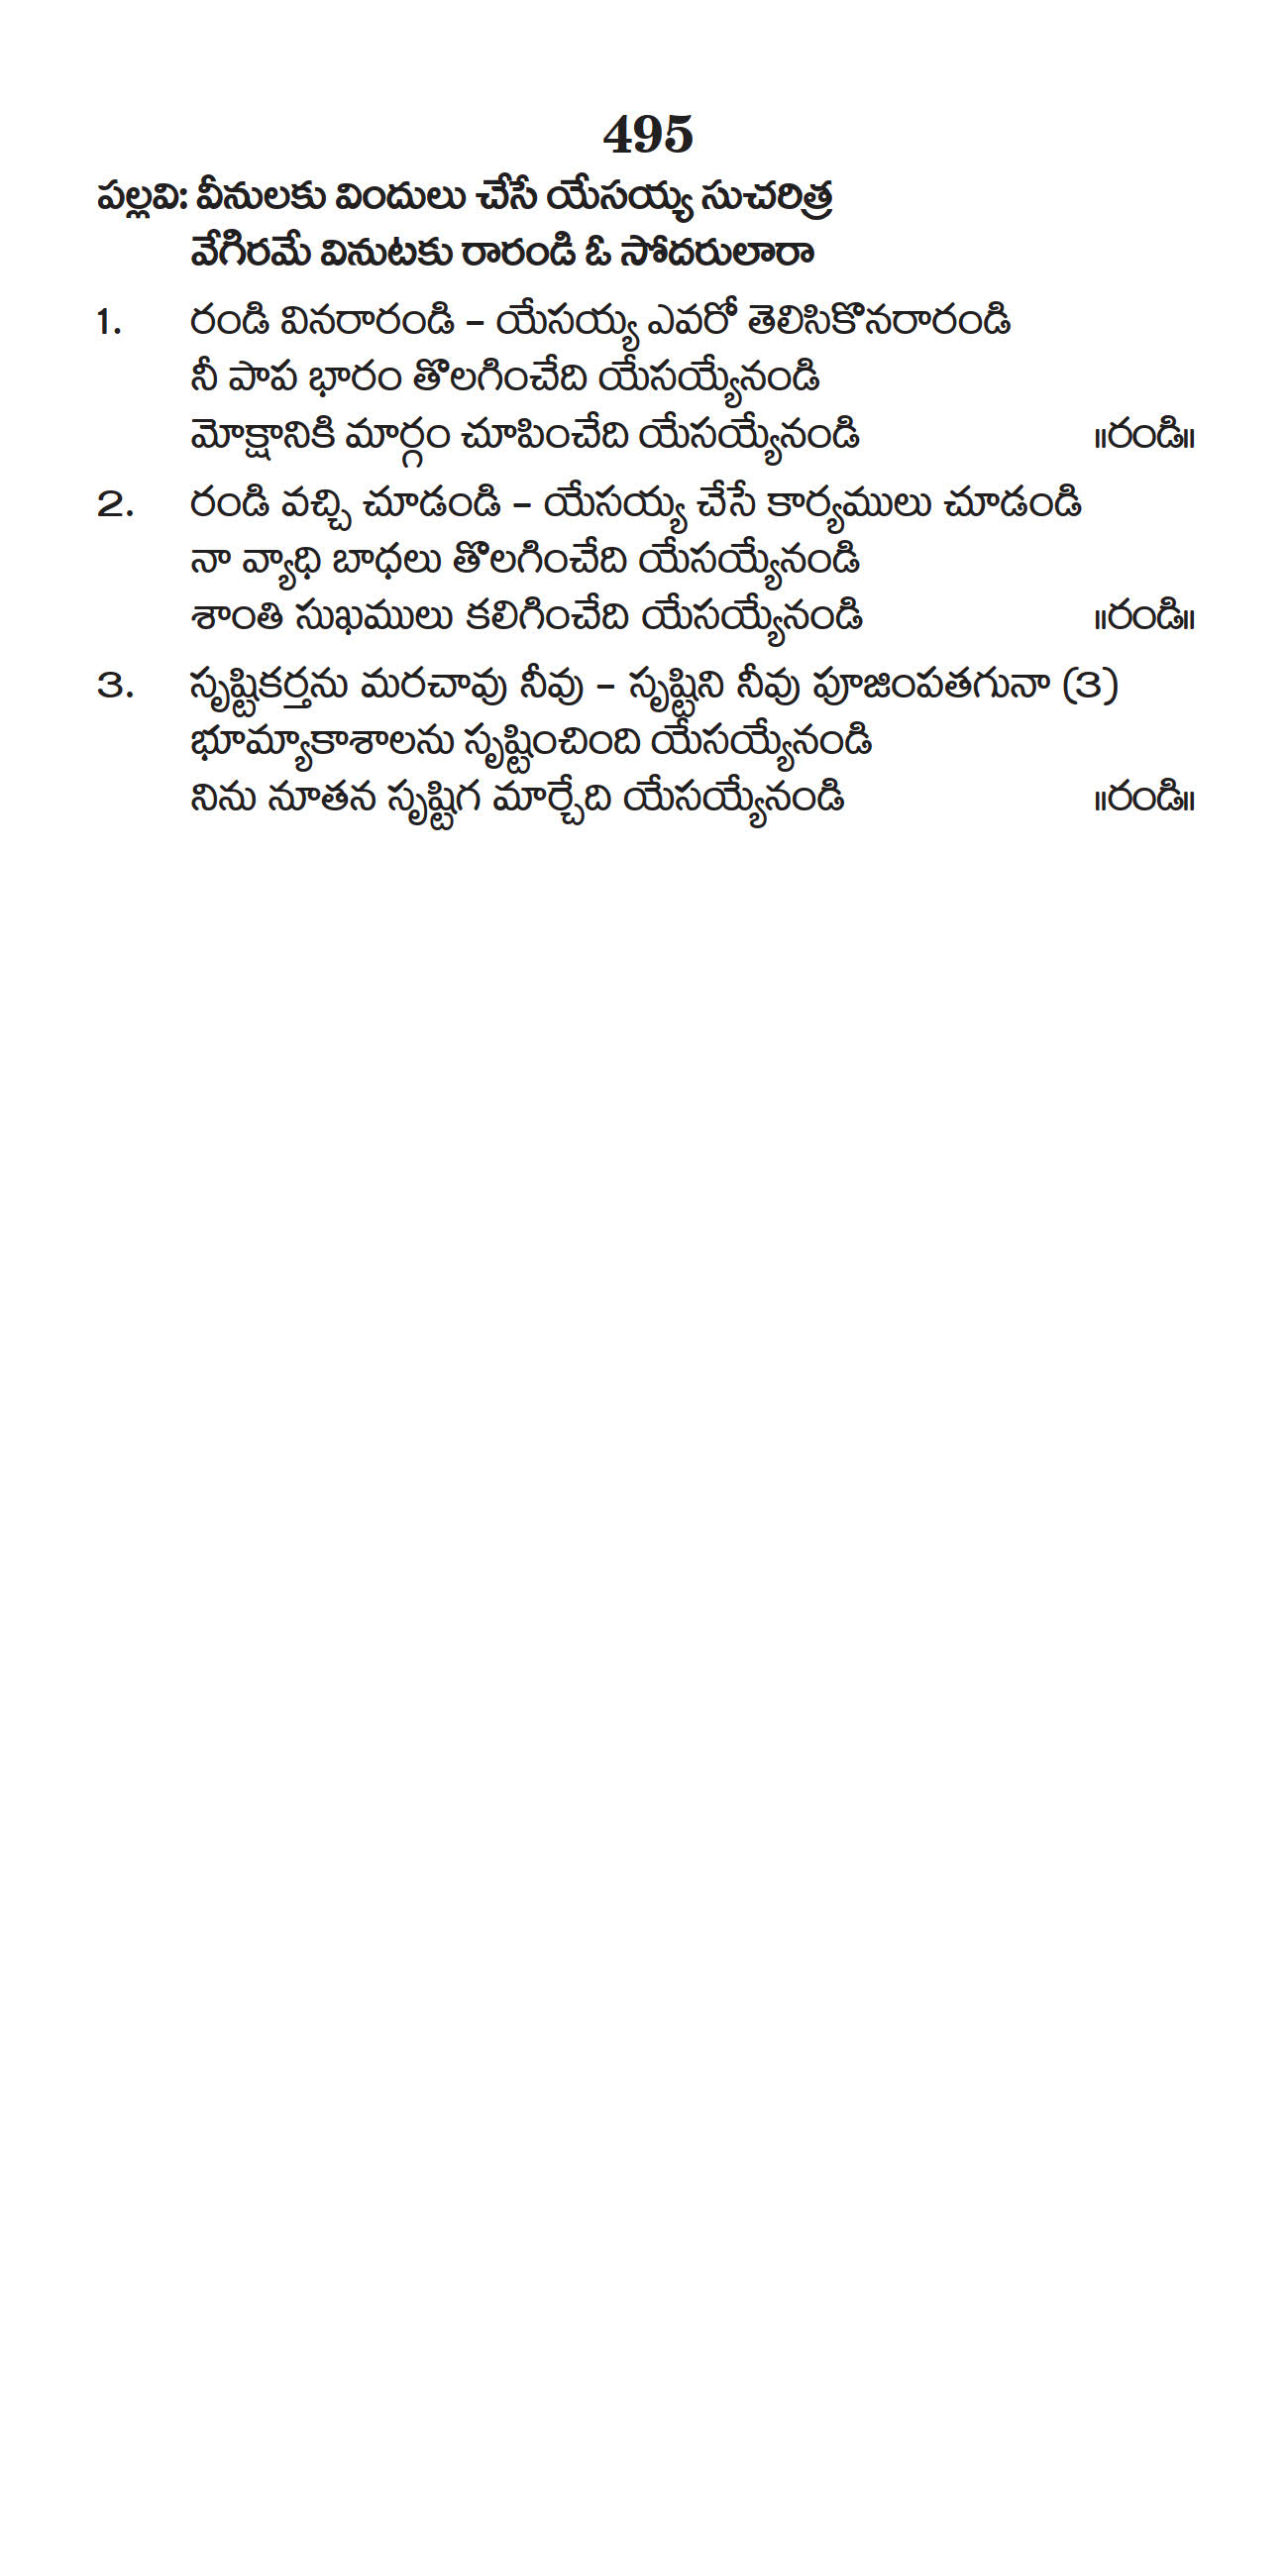 495
పల్లవి: వీనులకు విందులు చేసే యేసయ్య సుచరిత్ర
వేగిరమే వినుటకు రారండి ఓ సోదరులారా
1. రండి వినరారండి – యేసయ్య ఎవరో తెలిసికొనరారండి
నీ పాప భారం తొలగించేది యేసయ్యేనండి
మోక్షానికి మార్గం చూపించేది యేసయ్యేనండి ॥రండి॥
2. రండి వచ్చి చూడండి – యేసయ్య చేసే కార్యములు చూడండి
నా వ్యాధి బాధలు తొలగించేది యేసయ్యేనండి
శాంతి సుఖములు కలిగించేది యేసయ్యేనండి ॥రండి॥
3. సృష్టికర్తను మరచావు నీవు – సృష్టిని నీవు పూజింపతగునా (3)
భూమ్యాకాశాలను సృష్టించింది యేసయ్యేనండి
నిను నూతన సృష్టిగ మార్చేది యేసయ్యేనండి ॥రండి॥